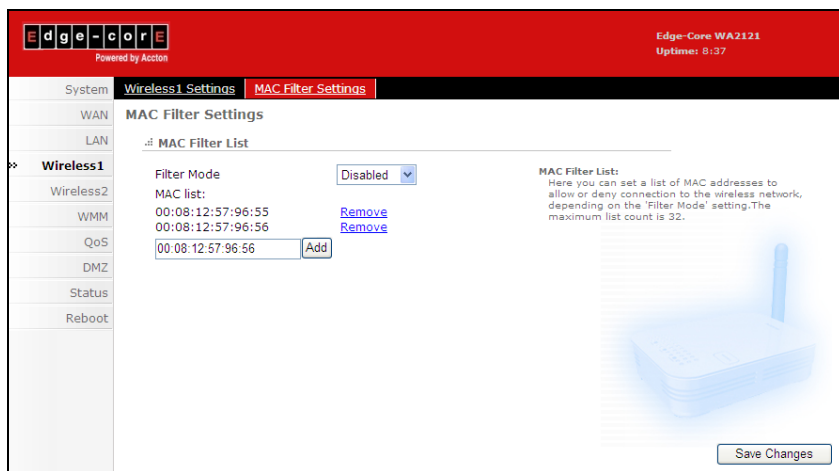 Edge-corE
Powered by Accton
Edge-Core WA2121
Uptime: 8:37
System
WAN
LAN
»
Wireless1
Wireless2
WMM
QoS
DMZ
Status
Reboot
Wireless1 Settings
MAC Filter Settings
MAC Filter Settings
MAC Filter List
Filter Mode
Disabled
MAC list:
00:08:12:57:96:55 Remove
00:08:12:57:96:56 Remove
00:08:12:57:96:56 Add
MAC Filter List:
Here you can set a list of MAC addresses to
allow or deny connection to the wireless network,
depending on the 'Filter Mode' setting.The
maximum list count is 32.
Save Changes